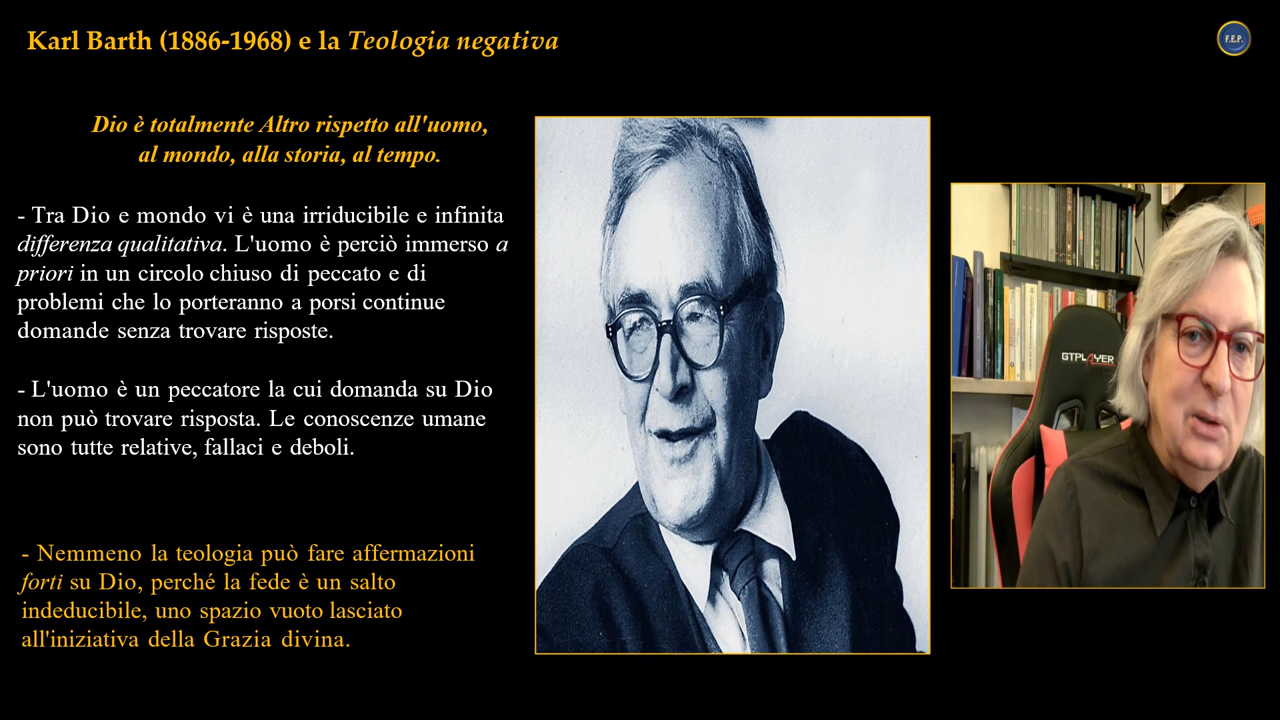 Karl Barth (1886-1968) e la Teologia negativa
F.E.P.
Dio è totalmente Altro rispetto all'uomo,
al mondo, alla storia, al tempo.
- Tra Dio e mondo vi è una irriducibile e infinita
differenza qualitativa. L'uomo è perciò immerso a
priori in un circolo chiuso di peccato e di
problemi che lo porteranno a porsi continue
domande senza trovare risposte.
- L'uomo è un peccatore la cui domanda su Dio
non può trovare risposta. Le conoscenze umane
sono tutte relative, fallaci e deboli.
- Nemmeno la teologia può fare affermazioni
forti su Dio, perché la fede è un salto
indeducibile, uno spazio vuoto lasciato
all'iniziativa della Grazia divina.
GTPLAYER